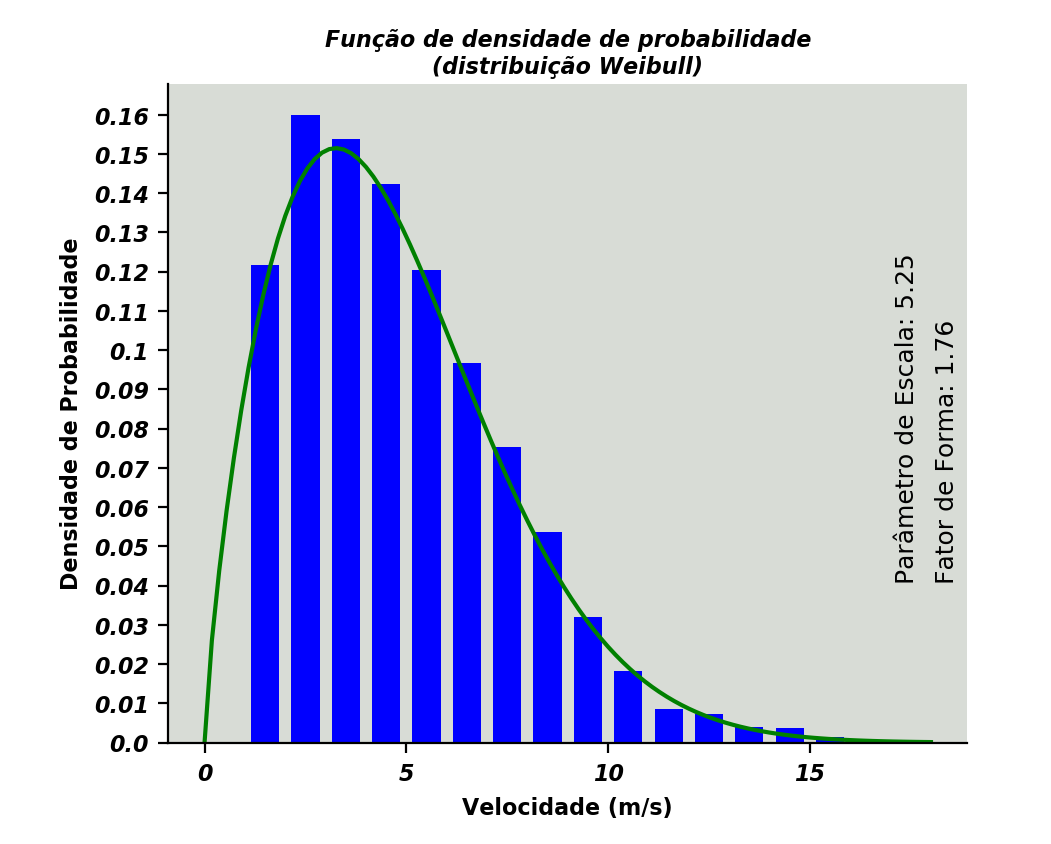 Função de densidade de probabilidade
(distribuição Weibull)
0.16
0.15
0.14
0.13
0.12
0.11
0.1
0.09
0.08
0.07
0.06
0.05
0.04
0.03
0.02
0.01
0.0
Densidade de Probabilidade
Parâmetro de Escala: 5.25
Fator de Forma: 1.76
0 5 10 15
Velocidade (m/s)